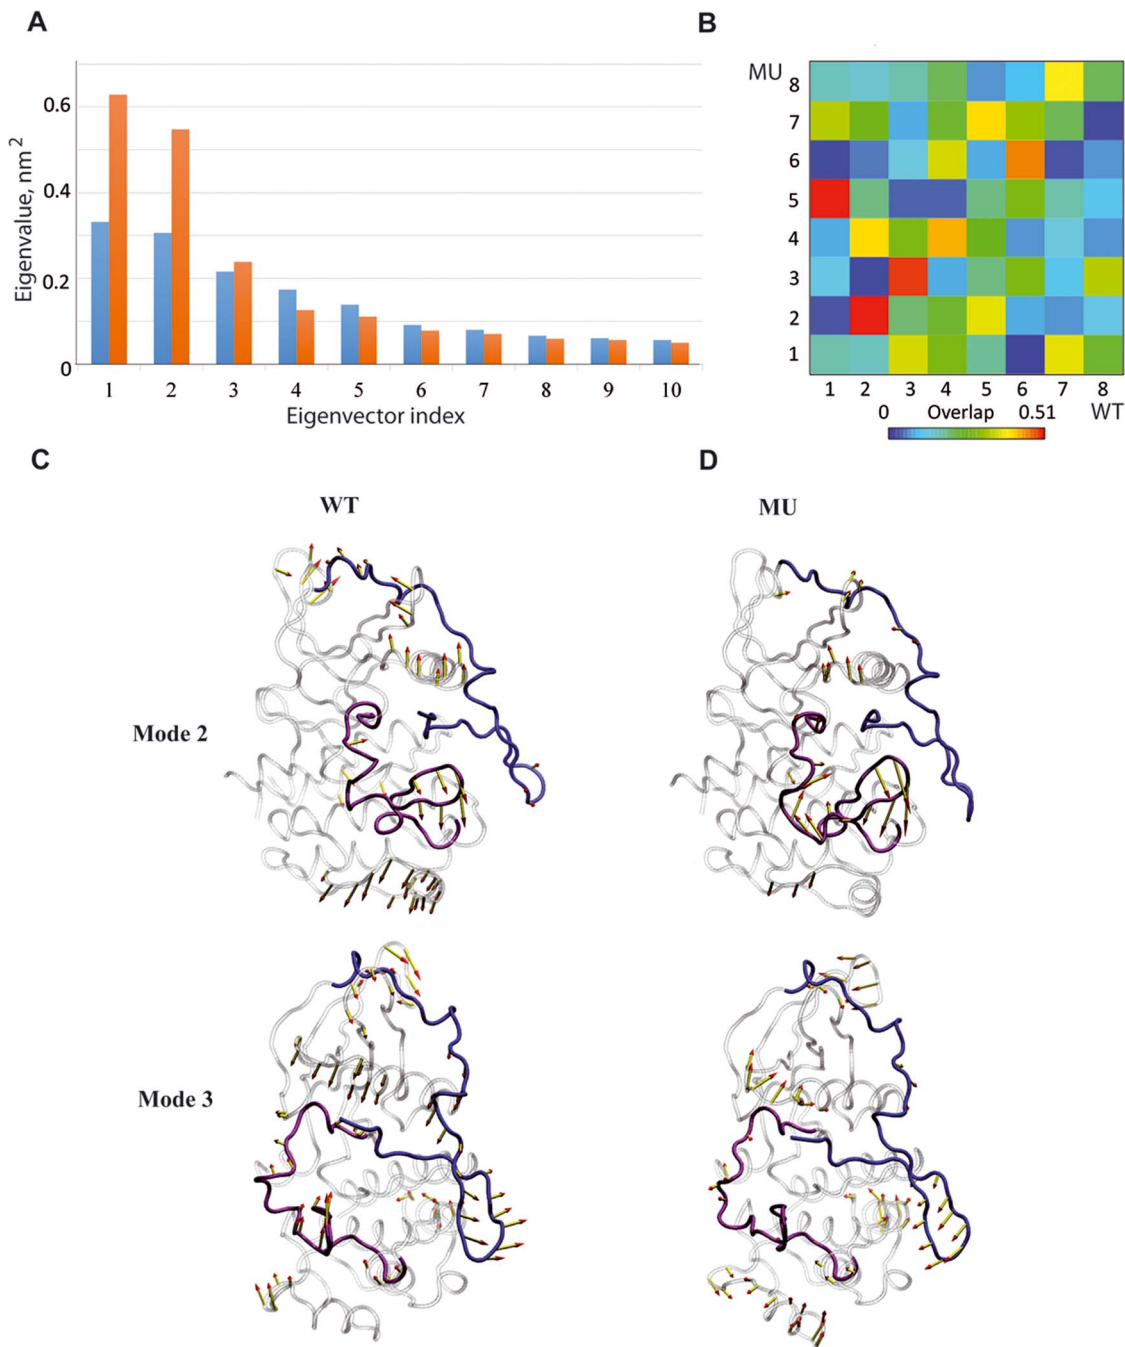 A
Eigenvalue, nm2
0.6
0.4
0.2
0
1 2 3 4 5 6 7 8 9 10
Eigenvector index
B
MU
8
7
6
5
4
3
2
1
1 2 3 4 5 6 7 8
WT
0 Overlap 0.51
C
D
WT
MU
Mode 2
Mode 3